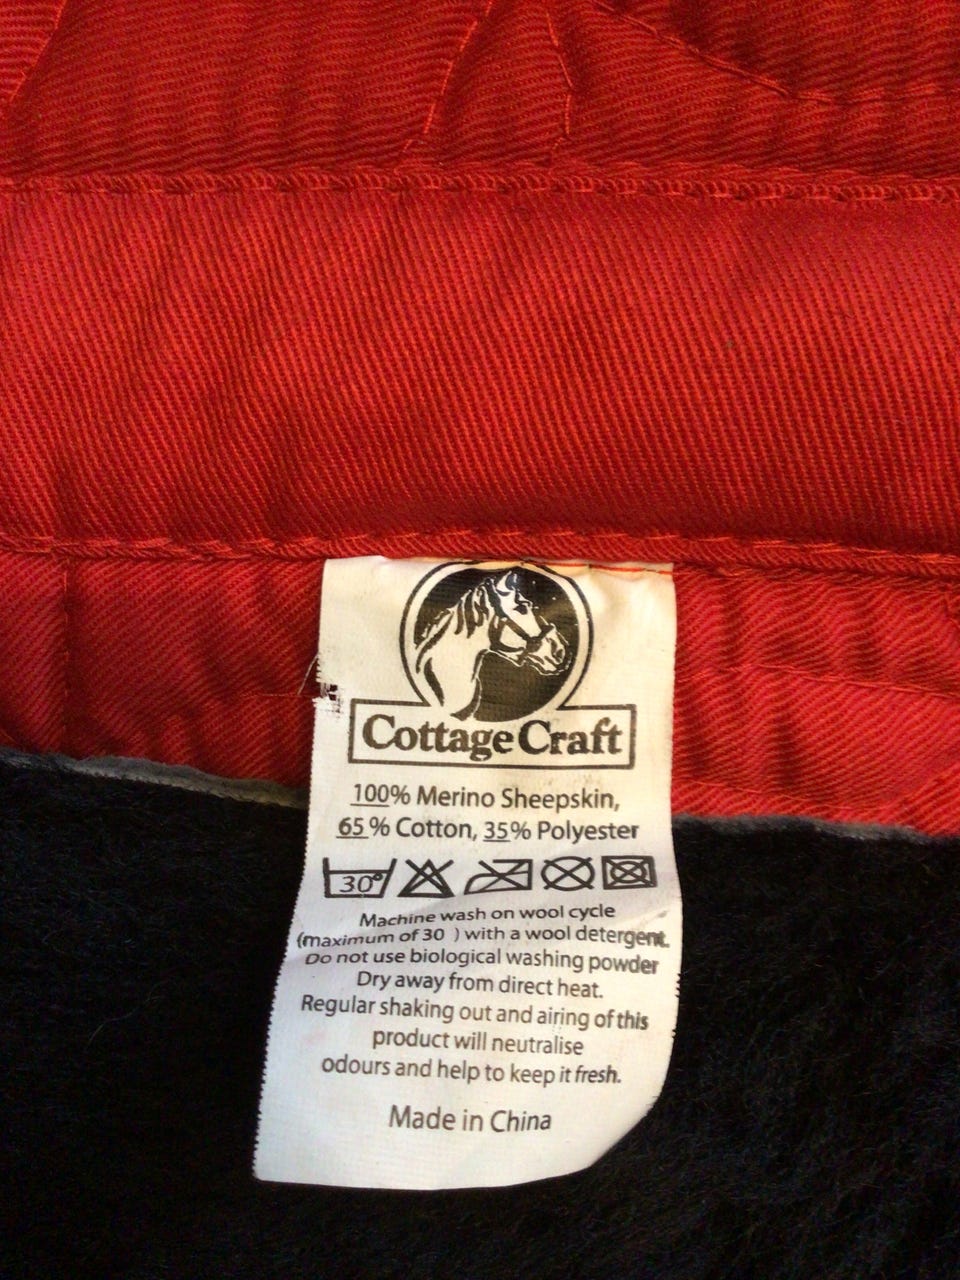 Cottage Craft
100% Merino Sheepskin,
65 % Cotton, 35% Polyester
30°
Machine wash on wool cycle
(maximum of 30 ) with a wool detergent.
Do not use biological washing powder
Dry away from direct heat.
Regular shaking out and airing of this
product will neutralise
odours and help to keep it fresh.
Made in China